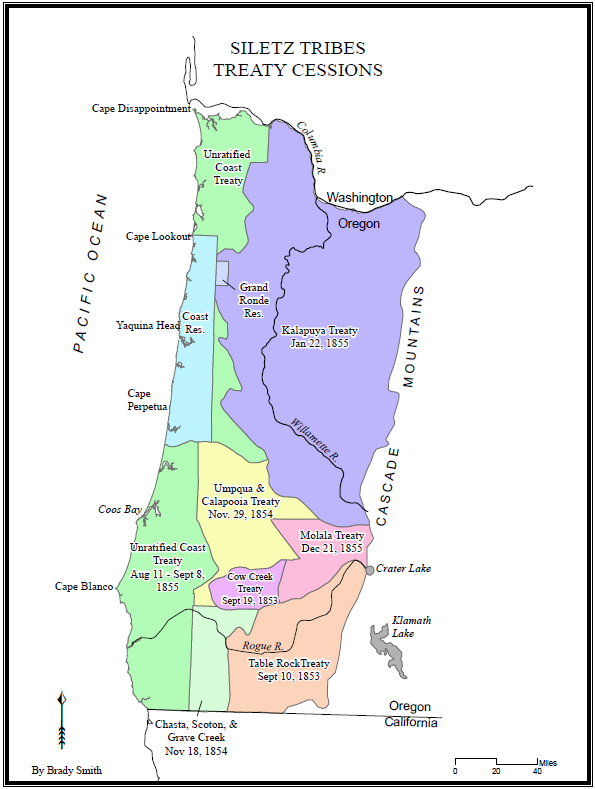 SILETZ TRIBES
TREATY CESSIONS
Cape Disappointment
Columbia R.
Unratified
Coast
Treaty
Washington
Oregon
PACIFIC OCEAN
Cape Lookout
Grand
Ronde
Res.
Coast
Res.
Yaquina Head
Kalapuya Treaty
Jan 22, 1855
CASCADE MOUNTAINS
Cape
Perpetua
Willamette R.
Umpqua &
Calapooia Treaty
Nov. 29, 1854
Coos Bay
Molala Treaty
Dec 21, 1855
Unratified Coast
Treaty
Aug 11 - Sept 8,
1855
Cow Creek
Treaty
Sept 19, 1853
Crater Lake
Cape Blanco
Klamath
Lake
Rogue R.
Table RockTreaty
Sept 10, 1853
Oregon
California
Chasta, Scoton, &
Grave Creek
Nov 18, 1854
By Brady Smith
Miles
0 20 40